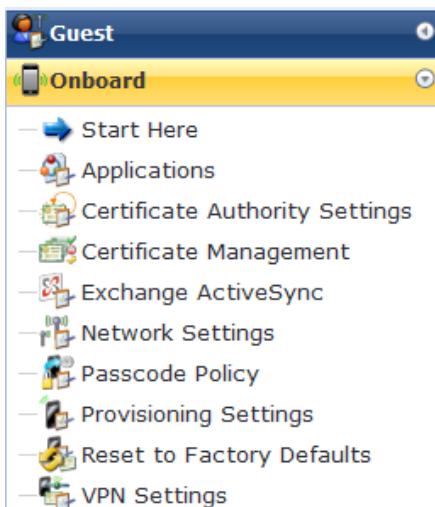 Guest
Onboard
Start Here
Applications
Certificate Authority Settings
Certificate Management
Exchange ActiveSync
Network Settings
Passcode Policy
Provisioning Settings
Reset to Factory Defaults
VPN Settings